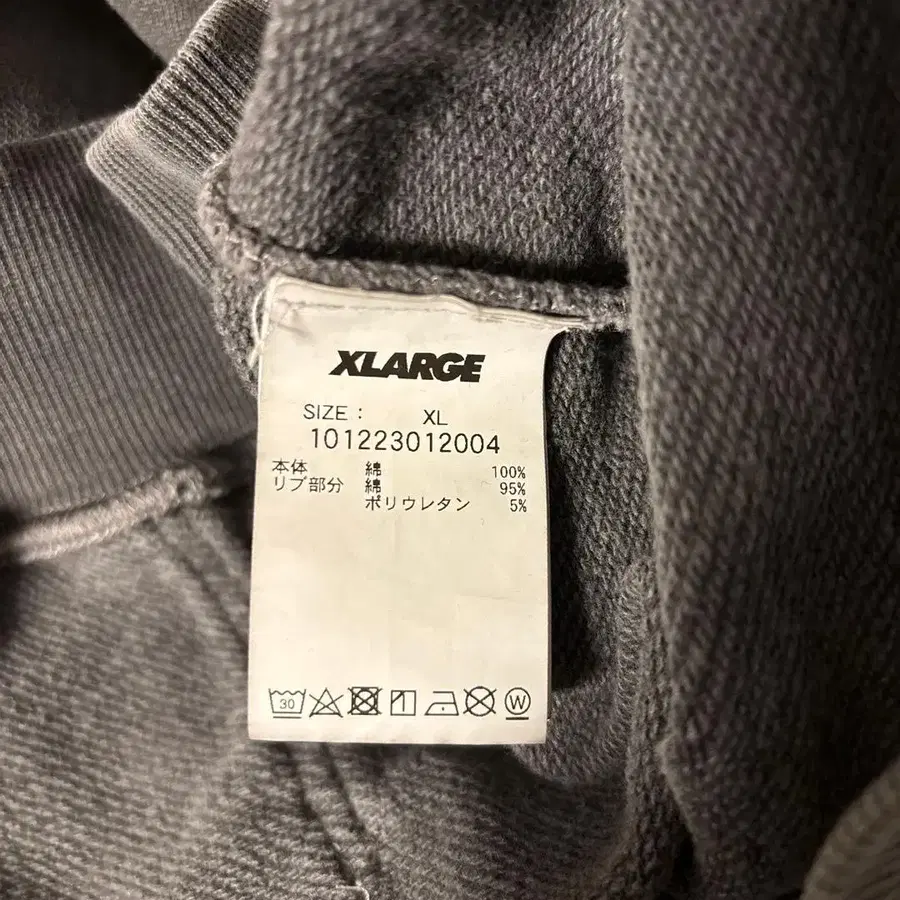 XLARGE
SIZE : XL
101223012004
本体 綿 100%
リブ部分 綿 95%
ポリウレタン 5%
30 W